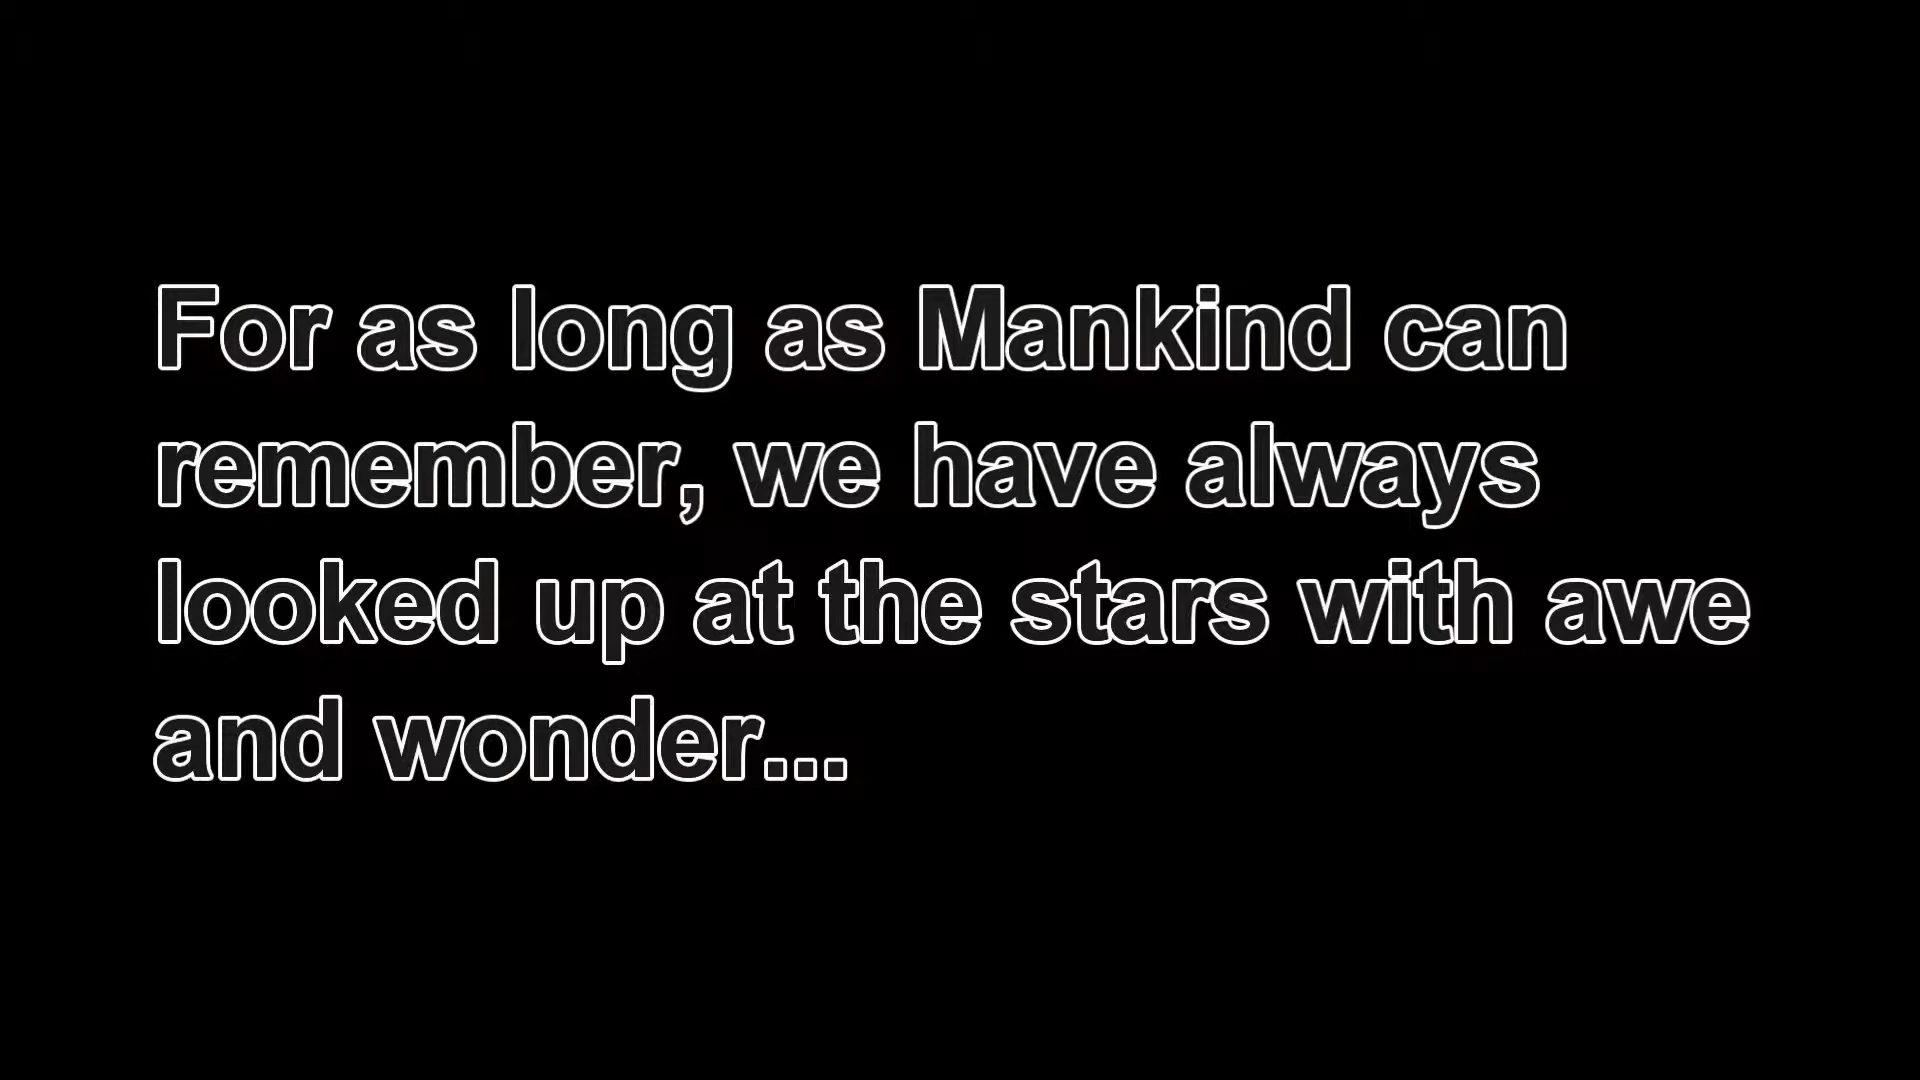 For as long as Mankind can
remember, we have always
looked up at the stars with awe
and wonder...